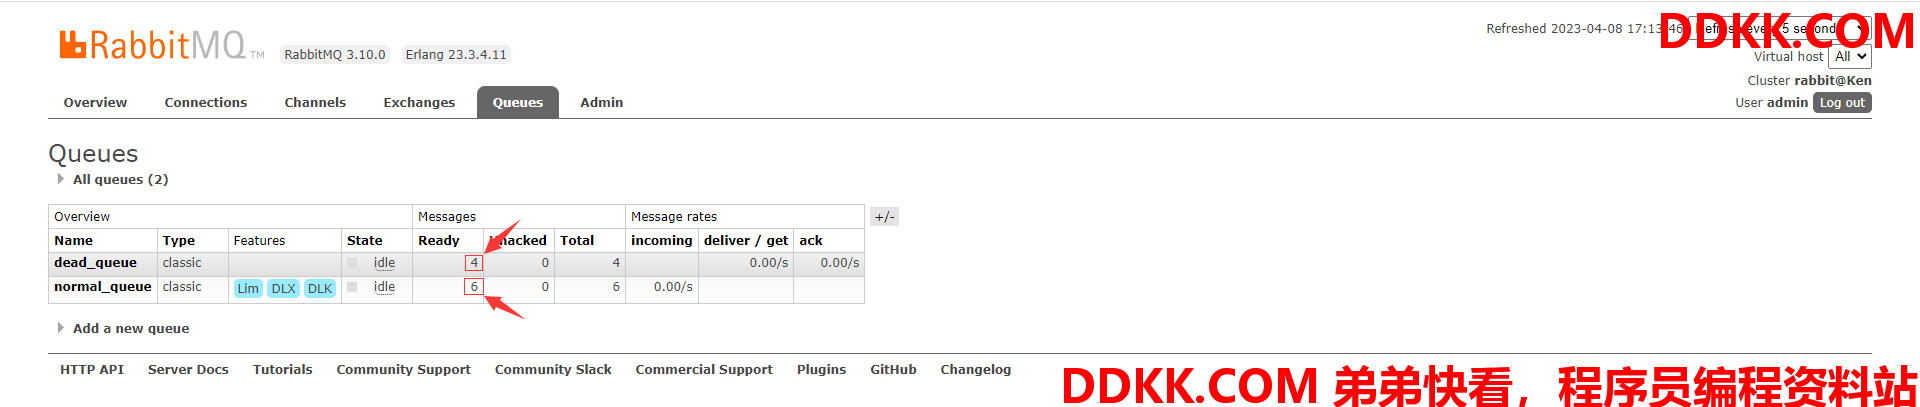 RabbitMQ TM RabbitMQ 3.10.0 Erlang 23.3.4.11
Refreshed 2023-04-08 17:13:46 Refresh every 5 seconds
DDKK.COM
Virtual host All
Cluster rabbit@Ken
User admin Log out
Overview Connections Channels Exchanges Queues Admin
Queues
All queues (2)
Overview Messages Message rates +/-
Name Type Features State Ready Unacked Total incoming deliver / get ack
dead_queue classic idle 4 0 4 0.00/s 0.00/s
normal_queue classic Lim DLX DLK idle 6 0 6 0.00/s
Add a new queue
HTTP API Server Docs Tutorials Community Support Community Slack Commercial Support Plugins GitHub Changelog
DDKK.COM 弟弟快看，程序员编程资料站